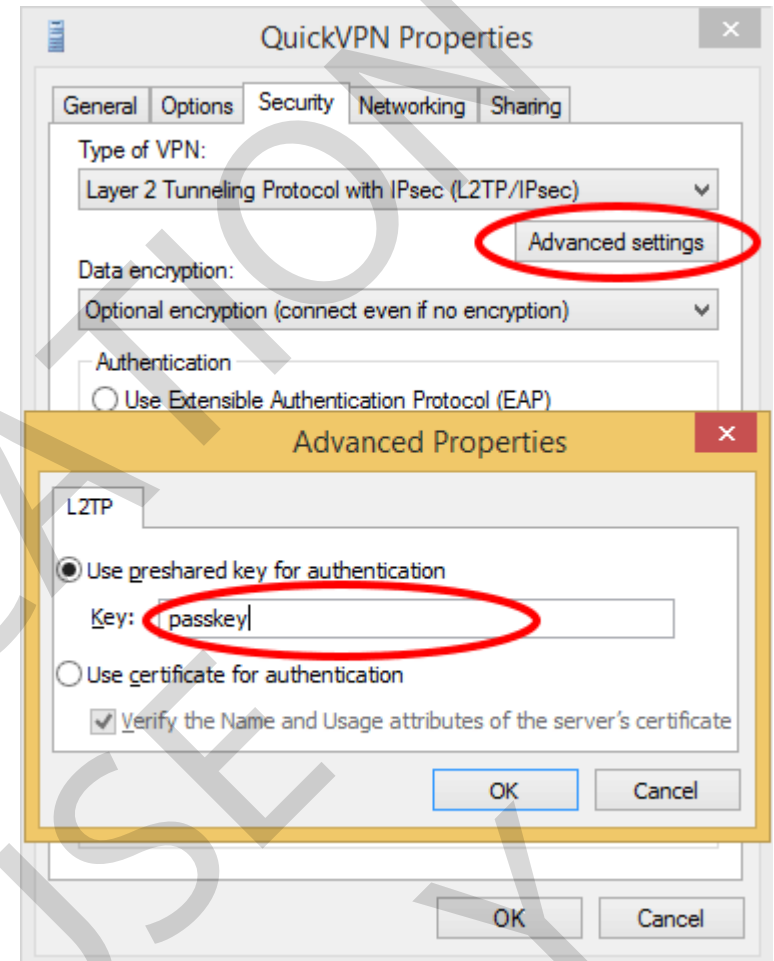 QuickVPN Properties
General Options Security Networking Sharing
Type of VPN:
Layer 2 Tunneling Protocol with IPsec (L2TP/IPsec)
Advanced settings
Data encryption:
Optional encryption (connect even if no encryption)
Authentication
Use Extensible Authentication Protocol (EAP)
Advanced Properties
L2TP
Use preshared key for authentication
Key: passkey
Use certificate for authentication
Verify the Name and Usage attributes of the server's certificate
OK Cancel
OK Cancel